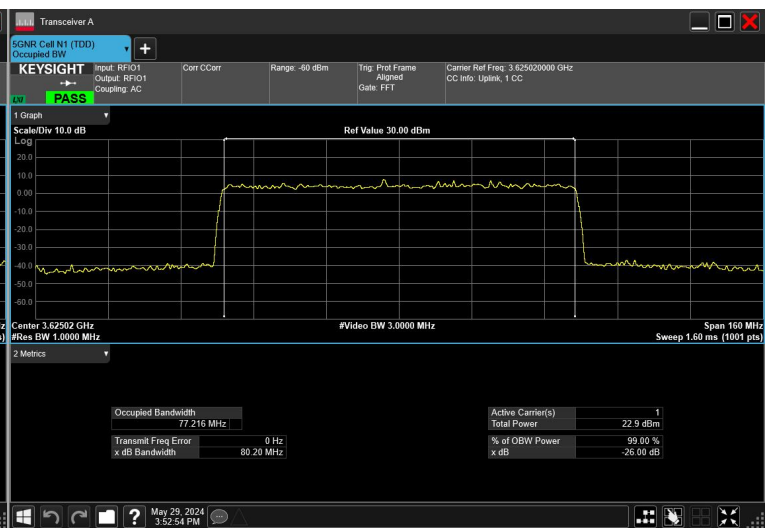 Transceiver A
5GNR Cell N1 (TDD)
Occupied BW
+
KEYSIGHT
Input: RFIO1
Output: RFIO1
Coupling: AC
Corr CCorr
Range: -60 dBm
Trig: Prot Frame
Aligned
Gate: FFT
Carrier Ref Freq: 3.625020000 GHz
CC Info: Uplink, 1 CC
LXI
PASS
1 Graph
Scale/Div 10.0 dB
Ref Value 30.00 dBm
Log
20.0
10.0
0.00
-10.0
-20.0
-30.0
-40.0
-50.0
-60.0
Center 3.62502 GHz
#Video BW 3.0000 MHz
Span 160 MHz
#Res BW 1.0000 MHz
Sweep 1.60 ms (1001 pts)
2 Metrics
Occupied Bandwidth
77.216 MHz
Transmit Freq Error 0 Hz
x dB Bandwidth 80.20 MHz
Active Carrier(s) 1
Total Power 22.9 dBm
% of OBW Power 99.00 %
x dB -26.00 dB
?
May 29, 2024
3:52:54 PM